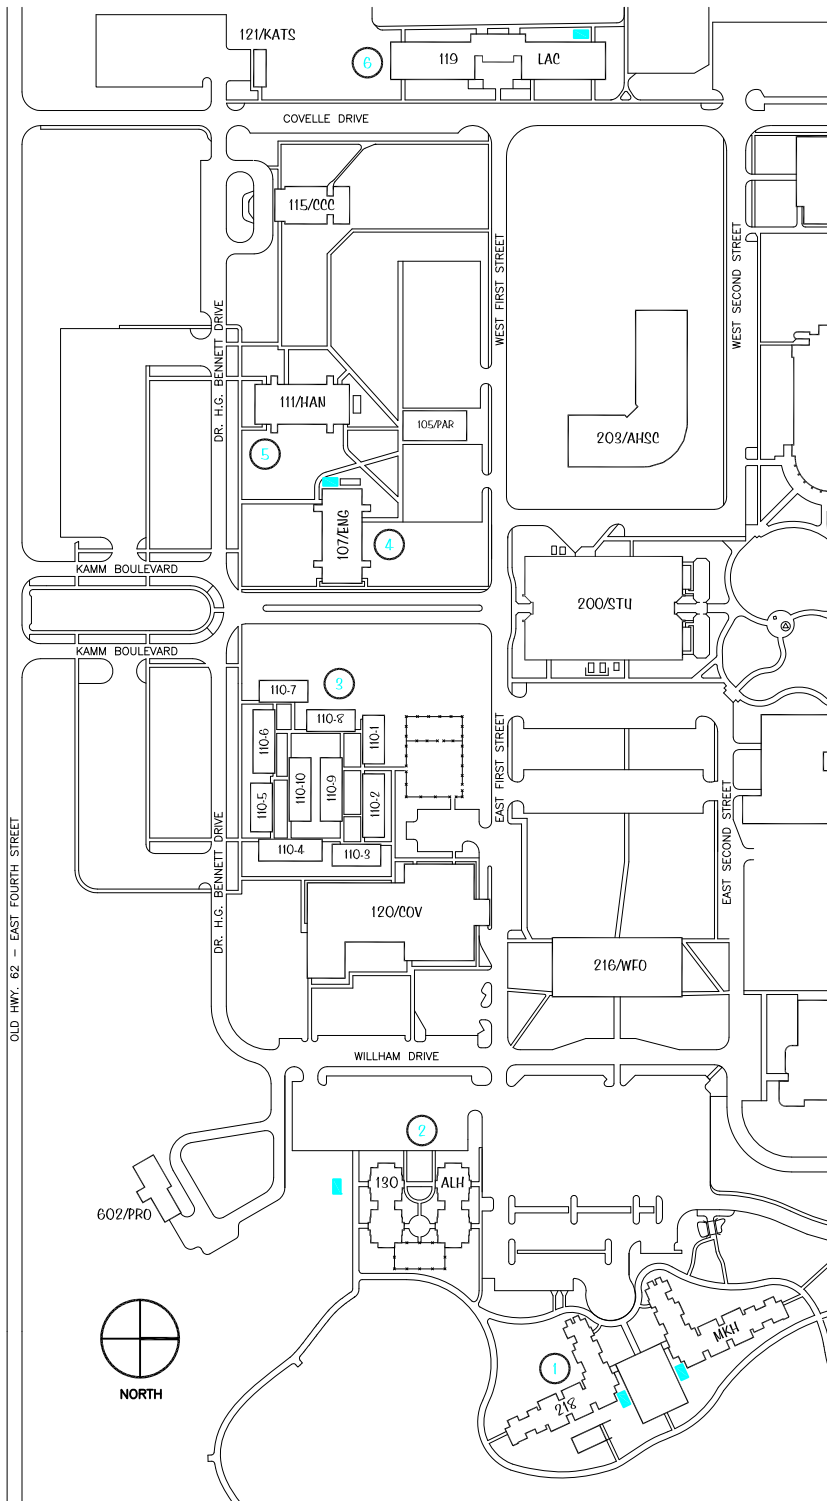 121/KATS
6
119 LAC
COVELLE DRIVE
115/CCC
WEST FIRST STREET
WEST SECOND STREET
DR. H.G. BENNETT DRIVE
111/HAN
105/PAR
203/AHSC
5
107/ENG
4
KAMM BOULEVARD
200/STU
KAMM BOULEVARD
3
110-7
110-8
110-1
110-6
110-10
110-9
110-5
110-2
110-4
110-3
EAST FIRST STREET
EAST SECOND STREET
OLD HWY. 62 - EAST FOURTH STREET
DR. H.G. BENNETT DRIVE
120/COV
216/WFO
WILLHAM DRIVE
2
130 ALH
602/PRO
NORTH
1
MKH
218